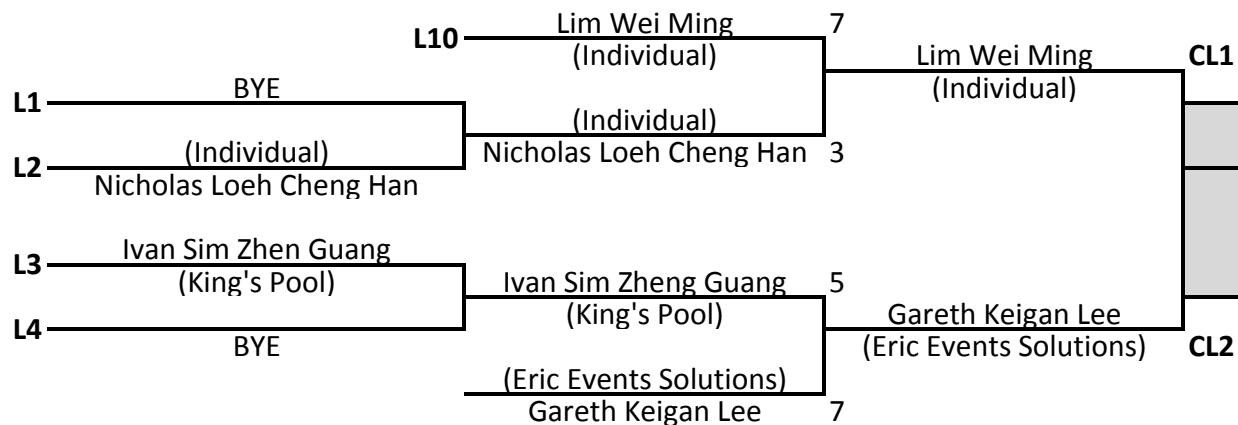 L10 Lim Wei Ming 7
(Individual)
Lim Wei Ming CL1
(Individual)
L1 BYE
(Individual)
Nicholas Loeh Cheng Han 3
L2 (Individual)
Nicholas Loeh Cheng Han
L3 Ivan Sim Zhen Guang
(King's Pool)
Ivan Sim Zheng Guang 5
(King's Pool)
L4 BYE
Gareth Keigan Lee
(Eric Events Solutions) CL2
(Eric Events Solutions)
Gareth Keigan Lee 7